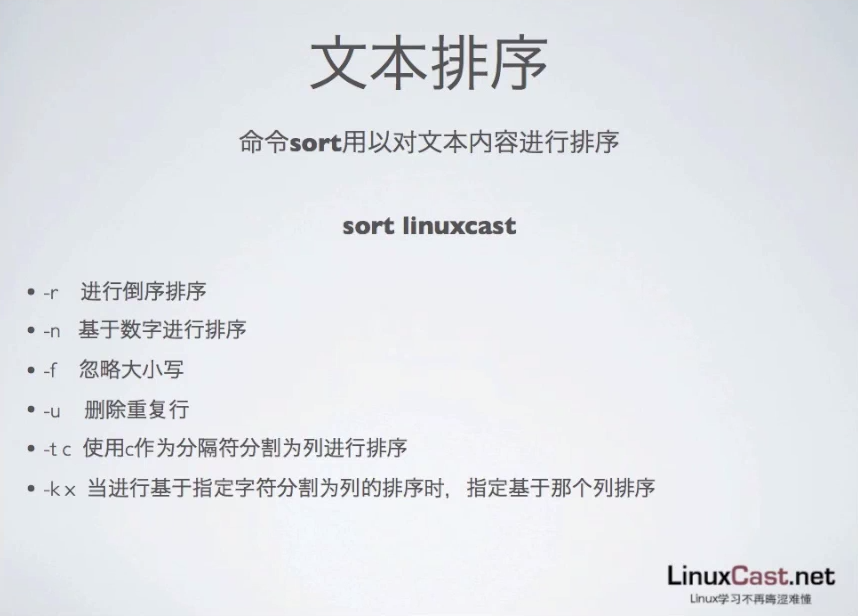 文本排序
命令sort用以对文本内容进行排序
sort linuxcast
• -r 进行倒序排序
• -n 基于数字进行排序
• -f 忽略大小写
• -u 删除重复行
• -t c 使用c作为分隔符分割为列进行排序
• -k x 当进行基于指定字符分割为列的排序时，指定基于那个列排序
LinuxCast.net
Linux学习不再晦涩难懂